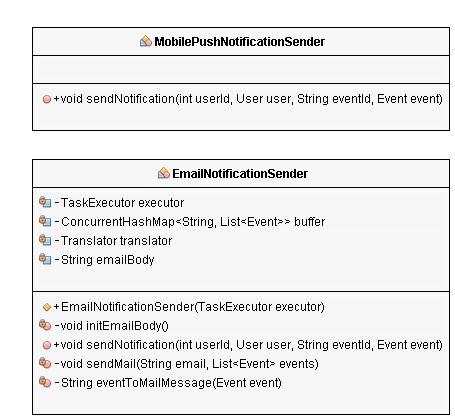 MobilePushNotificationSender
+void sendNotification(int userId, User user, String eventId, Event event)
EmailNotificationSender
-TaskExecutor executor
-ConcurrentHashMap<String, List<Event>> buffer
-Translator translator
-String emailBody
+EmailNotificationSender(TaskExecutor executor)
-void initEmailBody()
+void sendNotification(int userId, User user, String eventId, Event event)
-void sendMail(String email, List<Event> events)
-String eventToMailMessage(Event event)